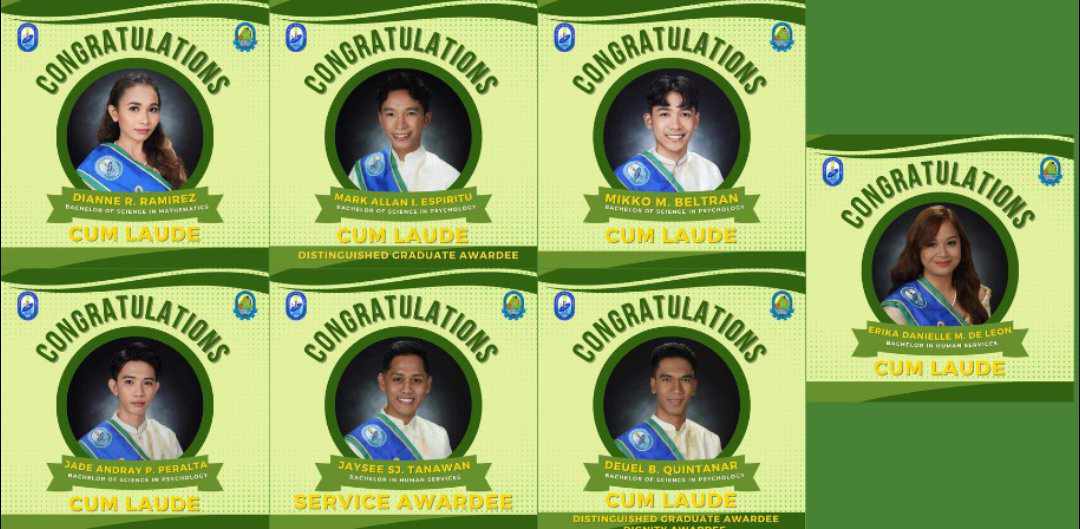 CONGRATULATIONS
DIANNE R. RAMIREZ
BACHELOR OF SCIENCE IN MATHEMATICS
CUM LAUDE
CONGRATULATIONS
MARK ALLAN I. ESPIRITU
BACHELOR OF SCIENCE IN PSYCHOLOGY
CUM LAUDE
DISTINGUISHED GRADUATE AWARDEE
CONGRATULATIONS
MIKKO M. BELTRAN
BACHELOR OF SCIENCE IN PSYCHOLOGY
CUM LAUDE
CONGRATULATIONS
ERIKA DANIELLE M. DE LEON
BACHELOR IN HUMAN SERVICES
CUM LAUDE
CONGRATULATIONS
JADE ANDRAY P. PERALTA
BACHELOR OF SCIENCE IN PSYCHOLOGY
CUM LAUDE
CONGRATULATIONS
JAYSEE SJ. TANAWAN
BACHELOR IN HUMAN SERVICES
SERVICE AWARDEE
CONGRATULATIONS
DEUEL B. QUINTANAR
BACHELOR OF SCIENCE IN PSYCHOLOGY
CUM LAUDE
DISTINGUISHED GRADUATE AWARDEE
DIGNITY AWARDEE